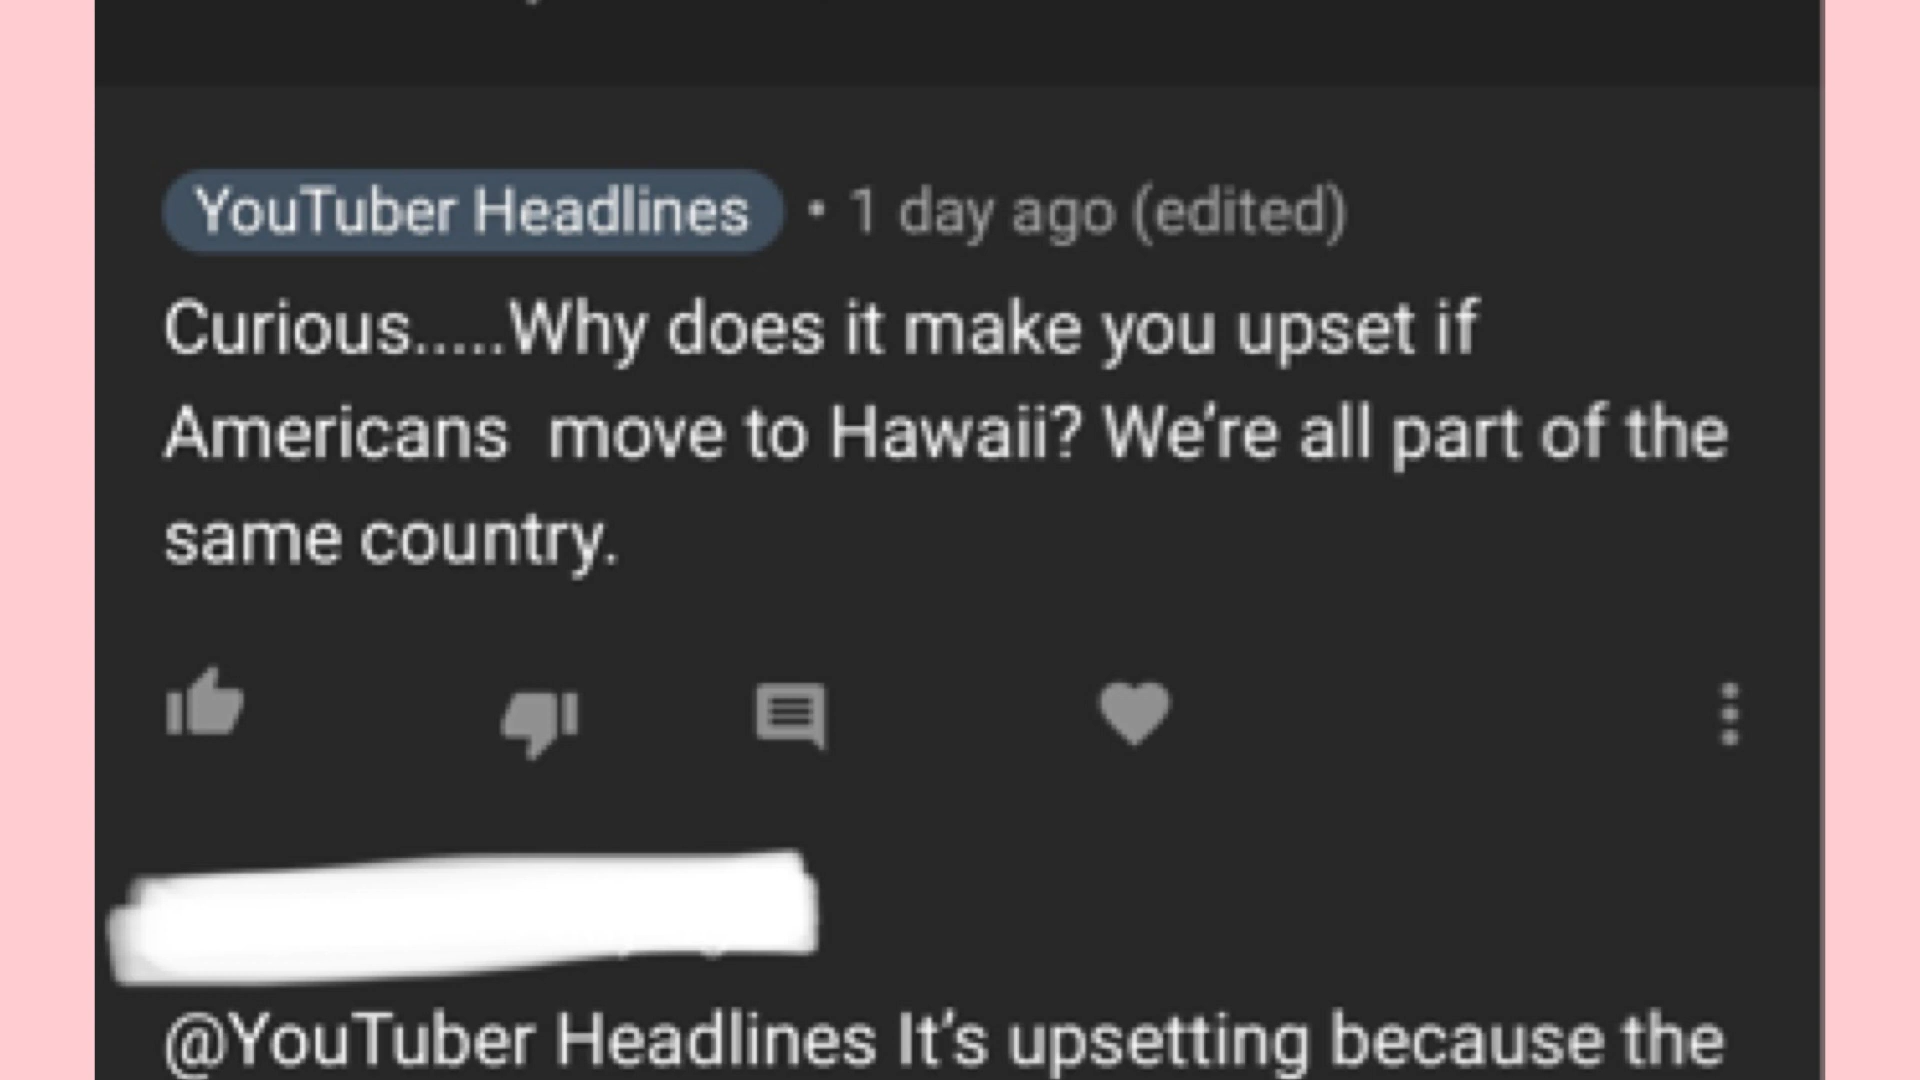 YouTuber Headlines • 1 day ago (edited)
Curious.....Why does it make you upset if
Americans  move to Hawaii? We're all part of the
same country.
@YouTuber Headlines It's upsetting because the